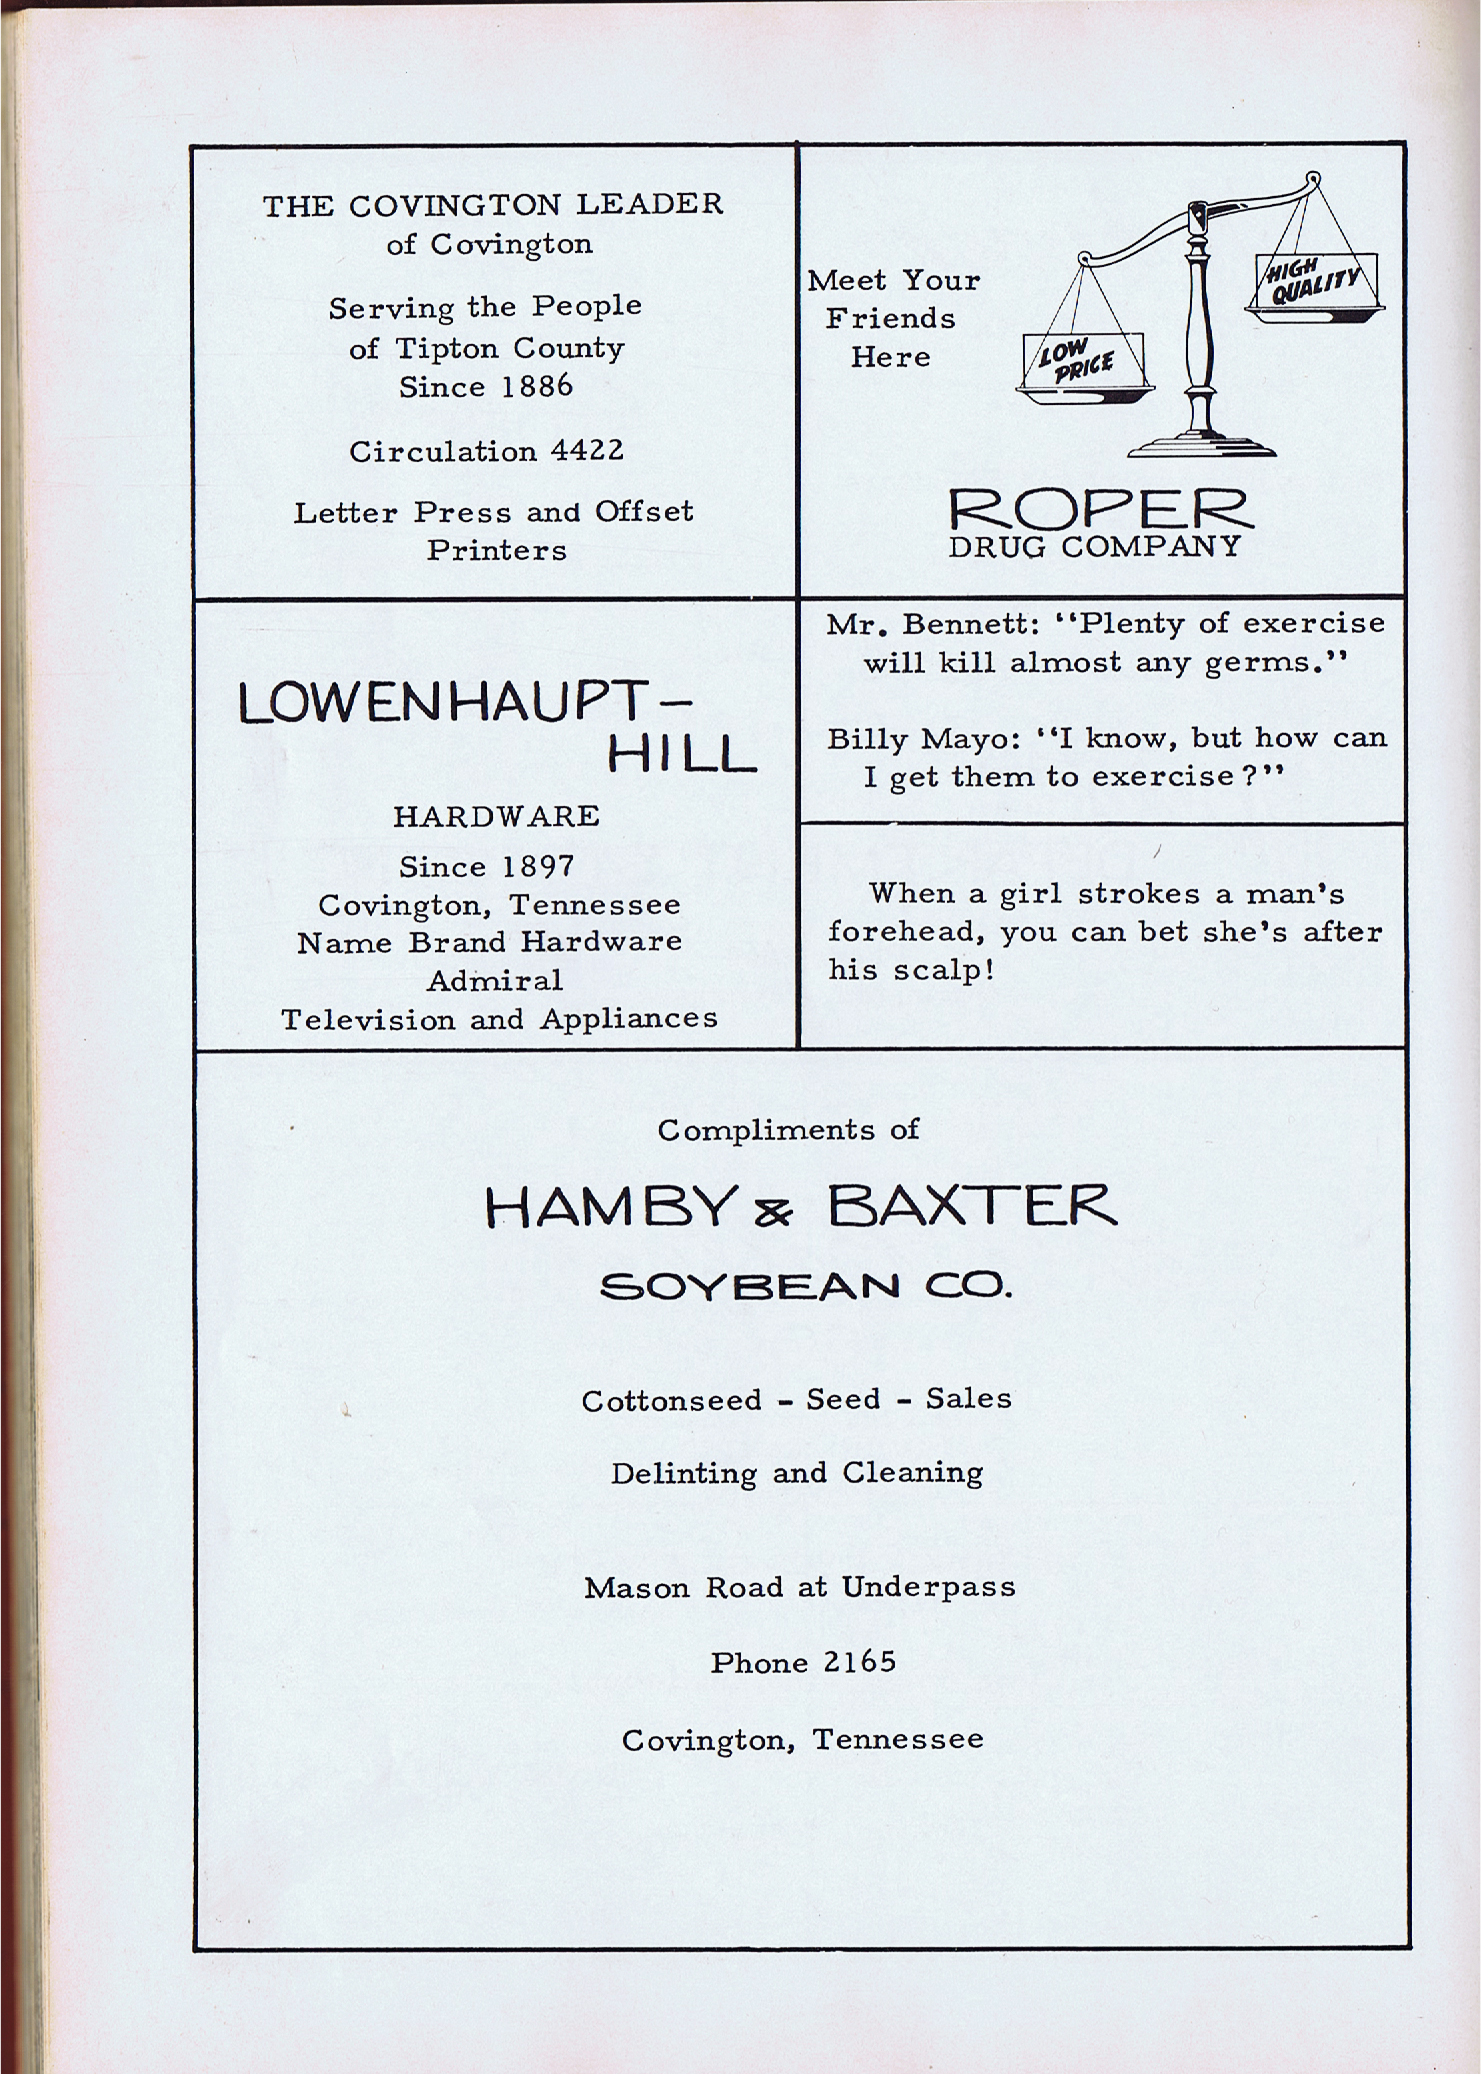 THE COVINGTON LEADER
of Covington
Serving the People
of Tipton County
Since 1886
Circulation 4422
Letter Press and Offset
Printers
Meet Your
Friends
Here
LOW
PRICE
HIGH
QUALITY
ROPER
DRUG COMPANY
LOWENHAUPT-
HILL
HARDWARE
Since 1897
Covington, Tennessee
Name Brand Hardware
Admiral
Television and Appliances
Mr. Bennett: “Plenty of exercise
will kill almost any germs.”
Billy Mayo: “I know, but how can
I get them to exercise?”
When a girl strokes a man's
forehead, you can bet she's after
his scalp!
Compliments of
HAMBY & BAXTER
SOYBEAN CO.
Cottonseed - Seed - Sales
Delinting and Cleaning
Mason Road at Underpass
Phone 2165
Covington, Tennessee